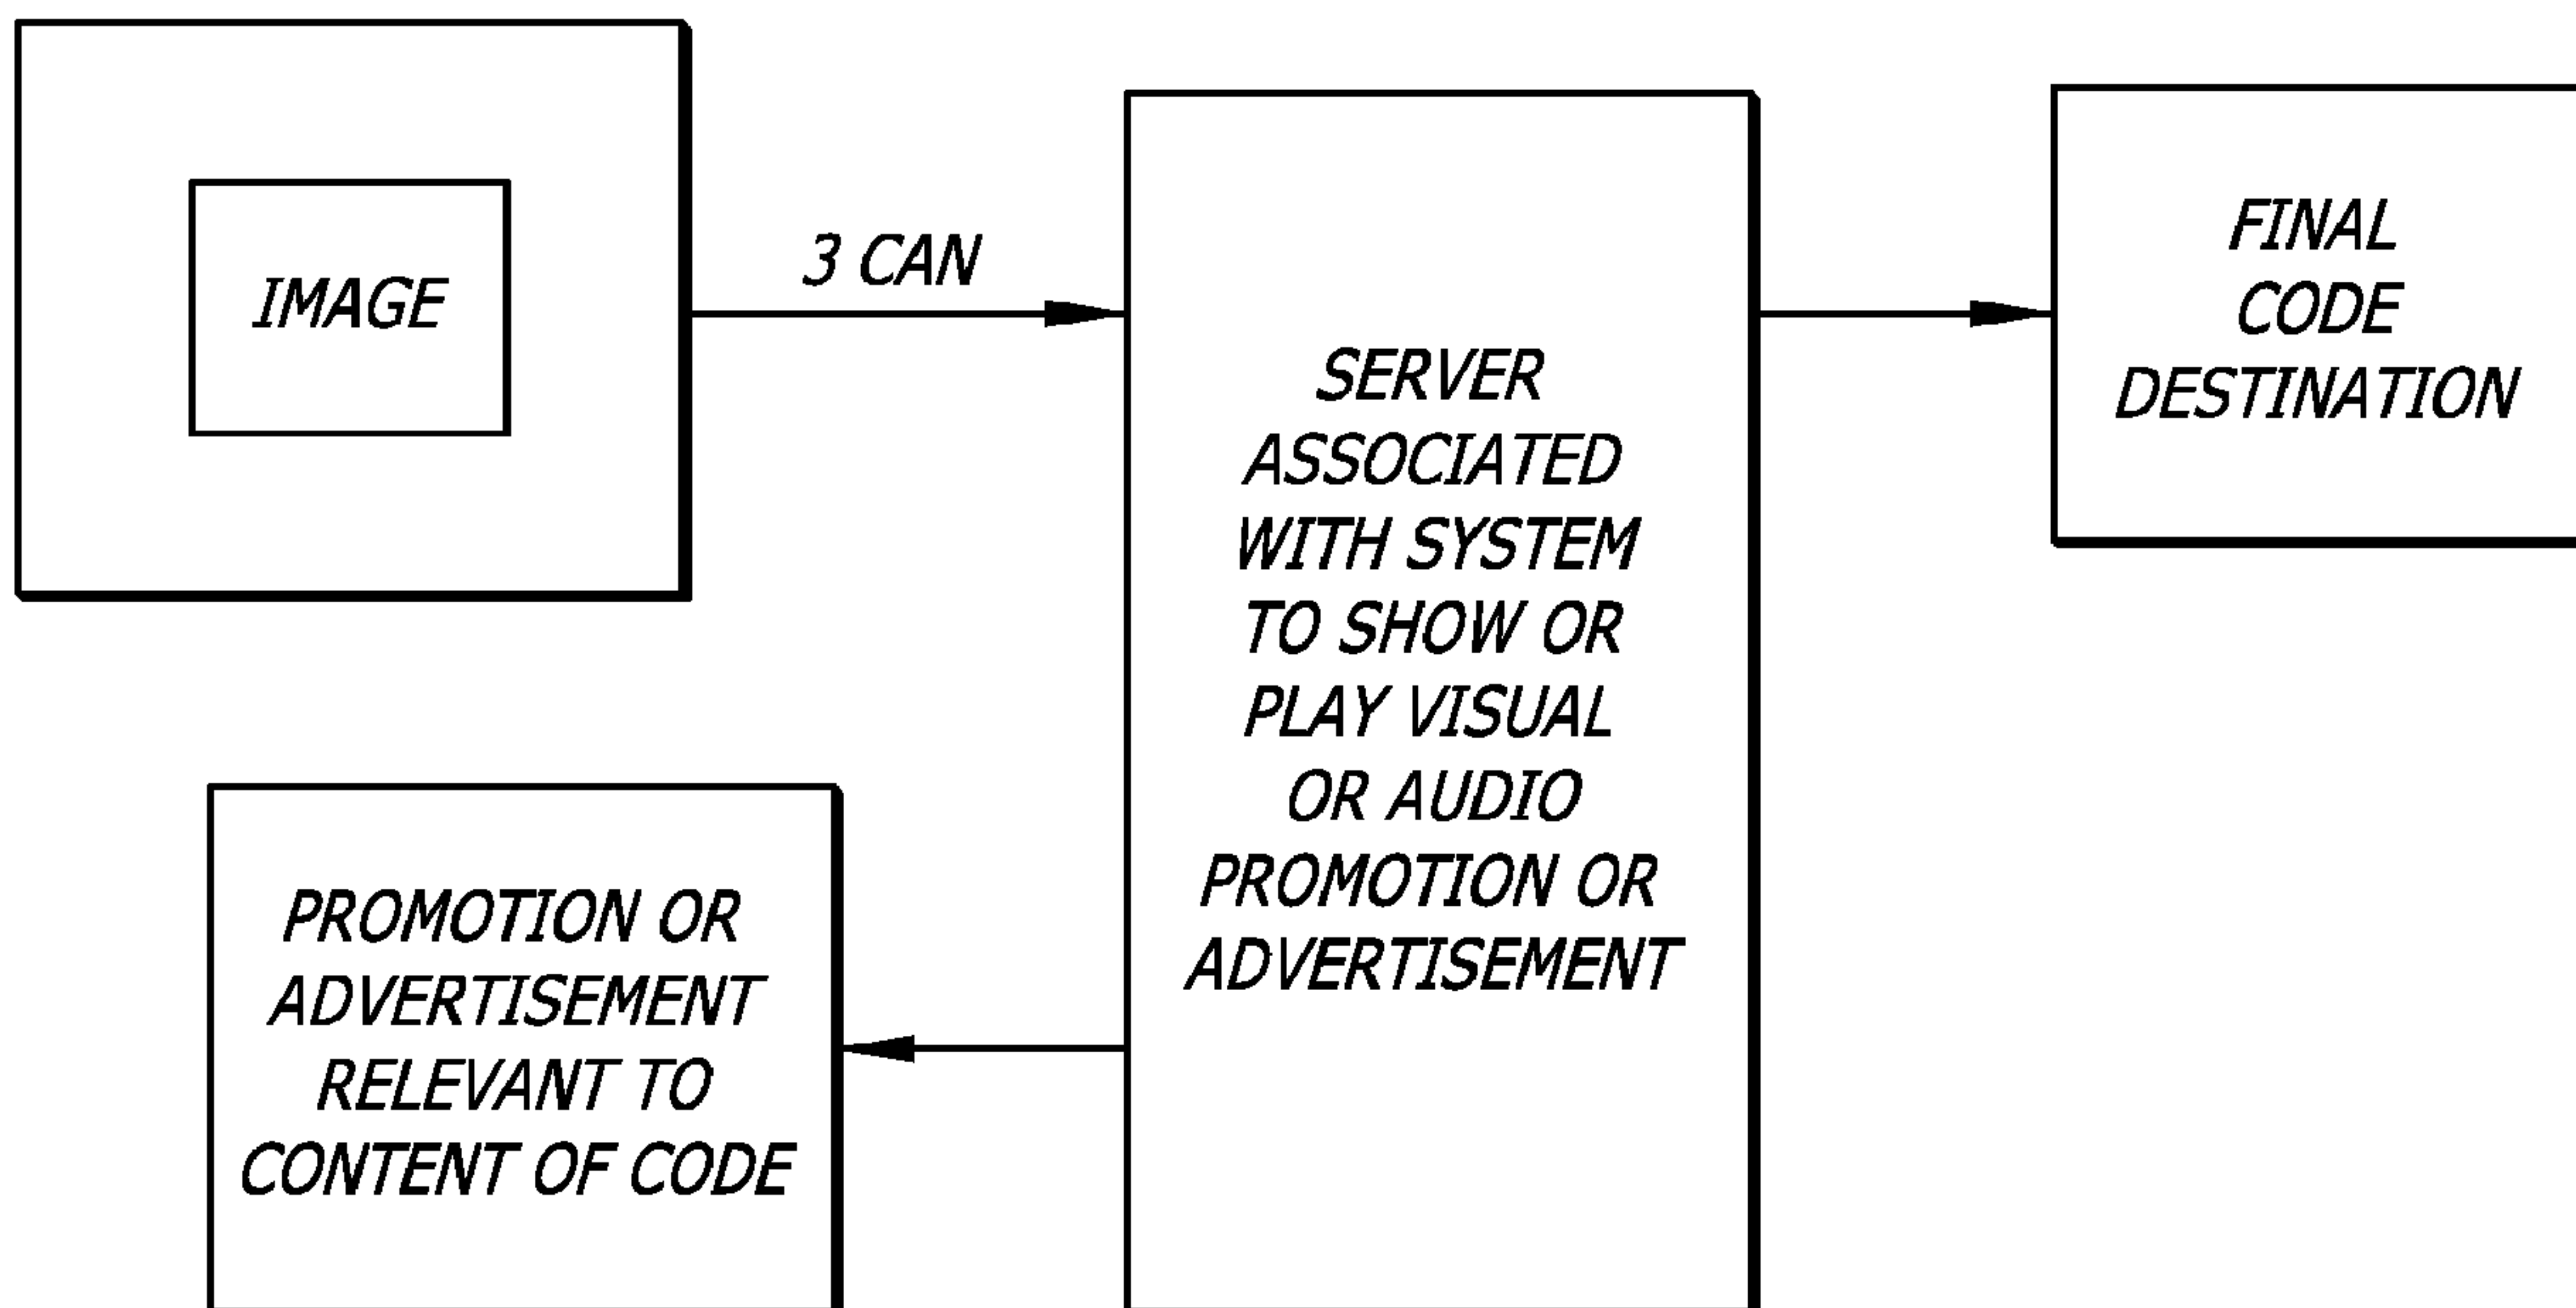 IMAGE
3 CAN
SERVER
ASSOCIATED
WITH SYSTEM
TO SHOW OR
PLAY VISUAL
OR AUDIO
PROMOTION OR
ADVERTISEMENT
FINAL
CODE
DESTINATION
PROMOTION OR
ADVERTISEMENT
RELEVANT TO
CONTENT OF CODE